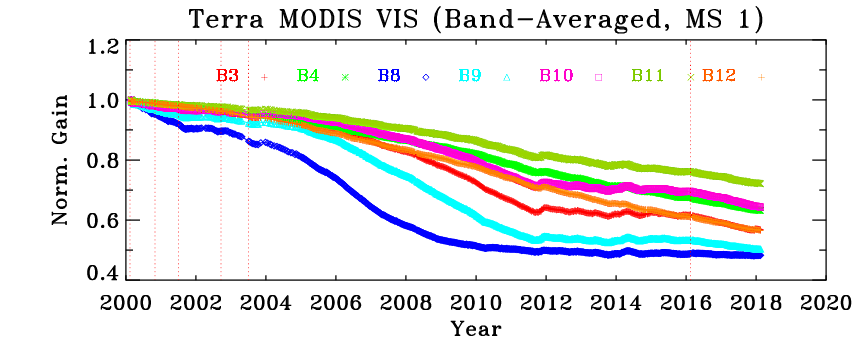 Terra MODIS VIS (Band-Averaged, MS 1)
1.2
B3 B4 B8 B9 B10 B11 B12
1.0
0.8
0.6
0.4
Norm. Gain
2000 2002 2004 2006 2008 2010 2012 2014 2016 2018 2020
Year